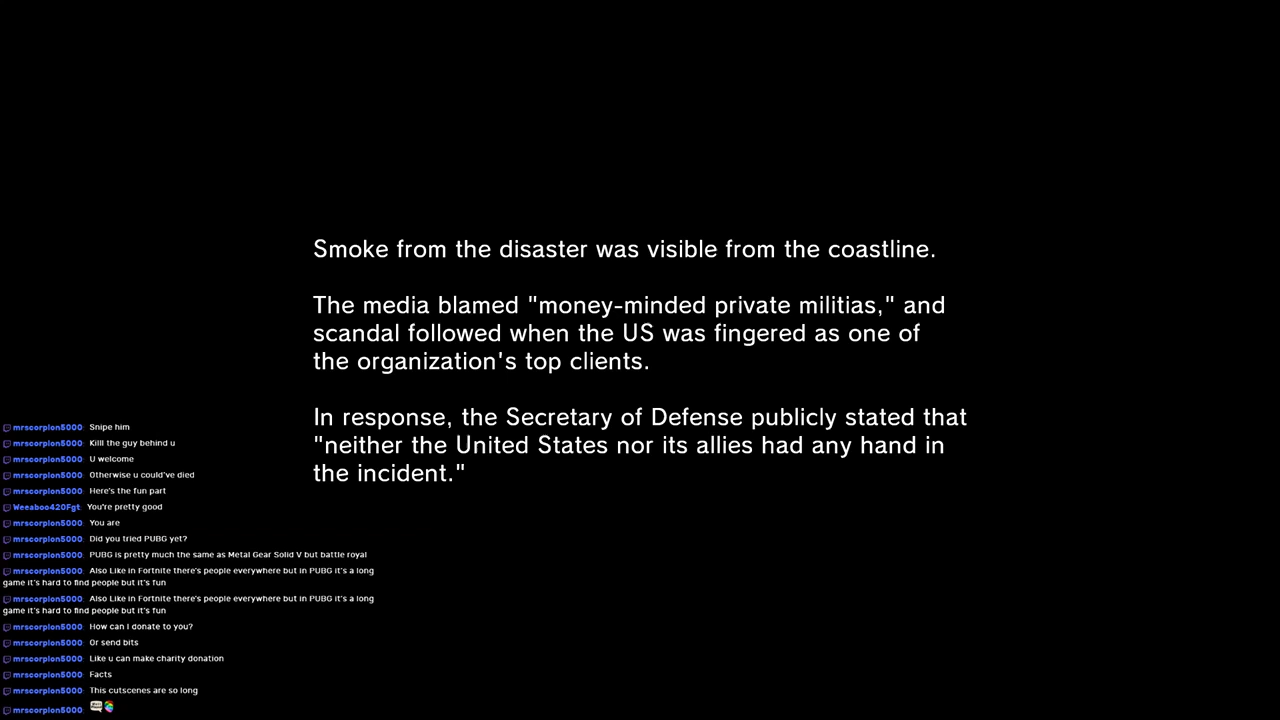 Smoke from the disaster was visible from the coastline.
The media blamed "money-minded private militias," and
scandal followed when the US was fingered as one of
the organization's top clients.
In response, the Secretary of Defense publicly stated that
"neither the United States nor its allies had any hand in
the incident."
mrscorpion5000: Snipe him
mrscorpion5000: Killl the guy behind u
mrscorpion5000: U welcome
mrscorpion5000: Otherwise u could've died
mrscorpion5000: Here's the fun part
Weeaboo420Fgt: You're pretty good
mrscorpion5000: You are
mrscorpion5000: Did you tried PUBG yet?
mrscorpion5000: PUBG is pretty much the same as Metal Gear Solid V but battle royal
mrscorpion5000: Also Like in Fortnite there's people everywhere but in PUBG it's a long
game it's hard to find people but it's fun
mrscorpion5000: Also Like in Fortnite there's people everywhere but in PUBG it's a long
game it's hard to find people but it's fun
mrscorpion5000: How can I donate to you?
mrscorpion5000: Or send bits
mrscorpion5000: Like u can make charity donation
mrscorpion5000: Facts
mrscorpion5000: This cutscenes are so long
mrscorpion5000: